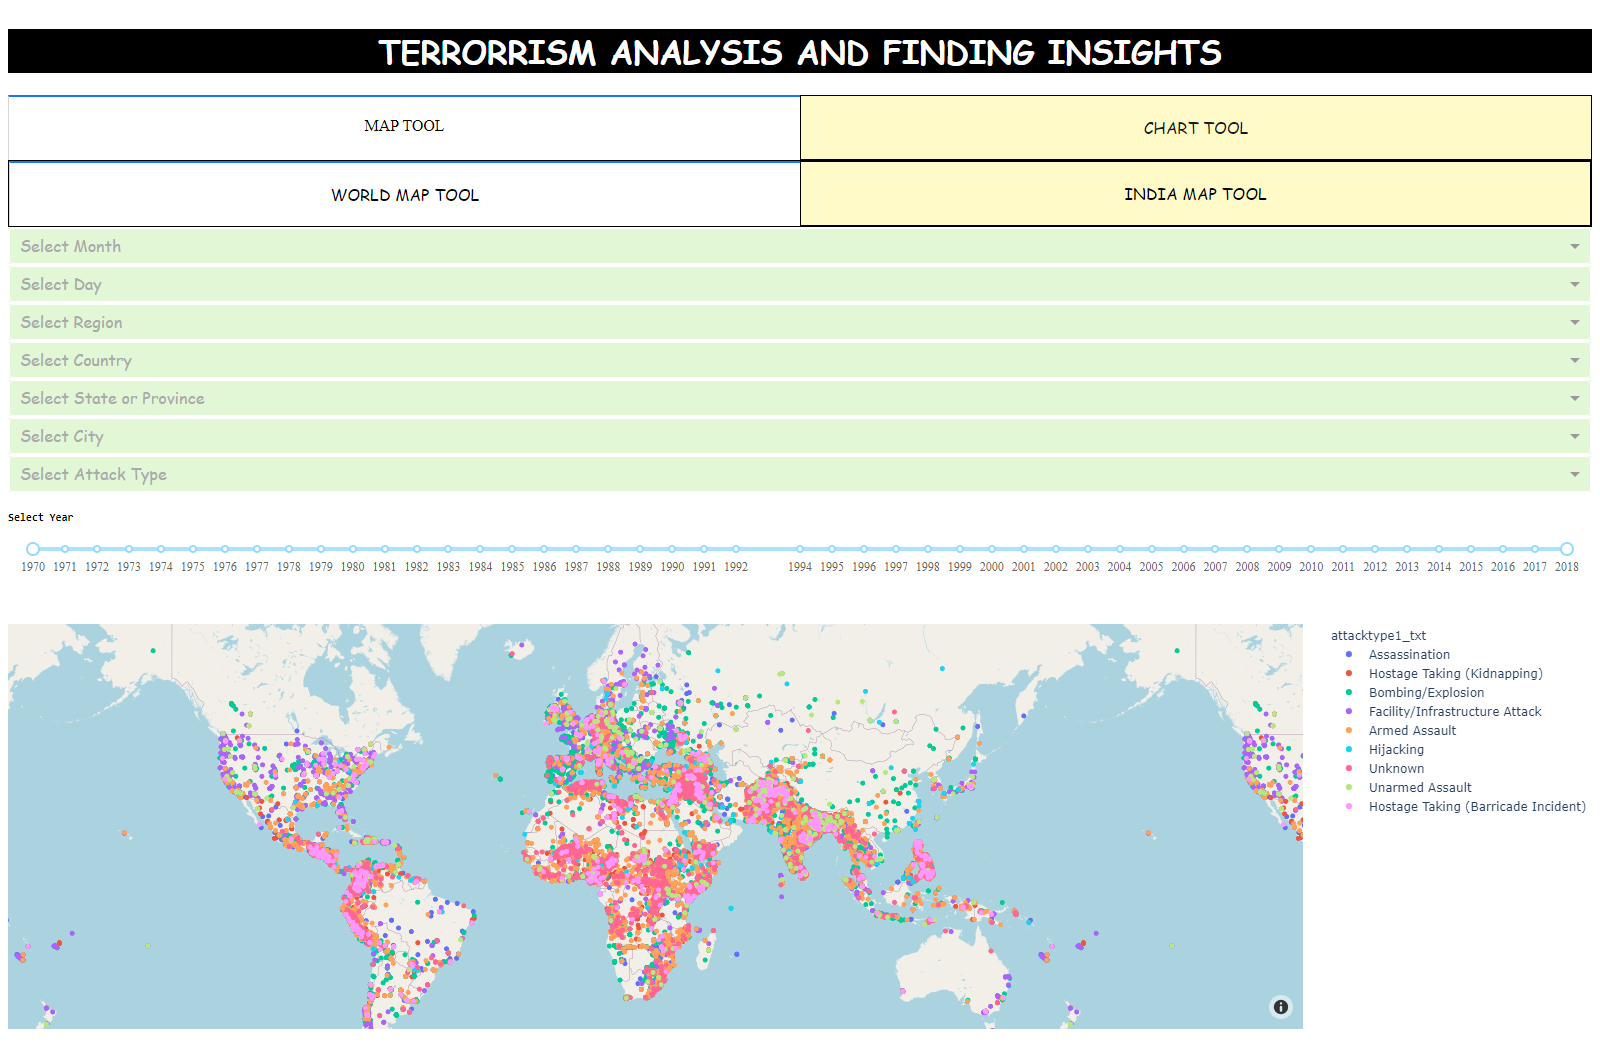 TERRORRISM ANALYSIS AND FINDING INSIGHTS
MAP TOOL
CHART TOOL
WORLD MAP TOOL
INDIA MAP TOOL
Select Month
Select Day
Select Region
Select Country
Select State or Province
Select City
Select Attack Type
Select Year
1970 1971 1972 1973 1974 1975 1976 1977 1978 1979 1980 1981 1982 1983 1984 1985 1986 1987 1988 1989 1990 1991 1992 1994 1995 1996 1997 1998 1999 2000 2001 2002 2003 2004 2005 2006 2007 2008 2009 2010 2011 2012 2013 2014 2015 2016 2017 2018
attacktype1_txt
Assassination
Hostage Taking (Kidnapping)
Bombing/Explosion
Facility/Infrastructure Attack
Armed Assault
Hijacking
Unknown
Unarmed Assault
Hostage Taking (Barricade Incident)